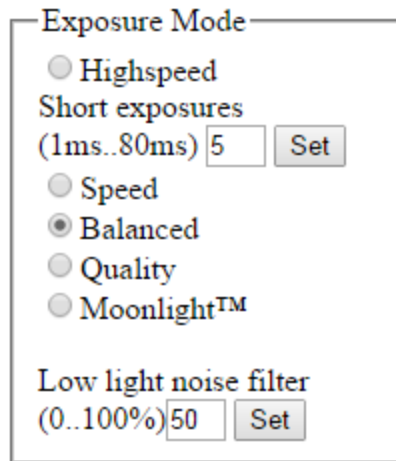 Exposure Mode
Highspeed
Short exposures
(1ms..80ms) 5 Set
Speed
Balanced
Quality
Moonlight™
Low light noise filter
(0..100%) 50 Set